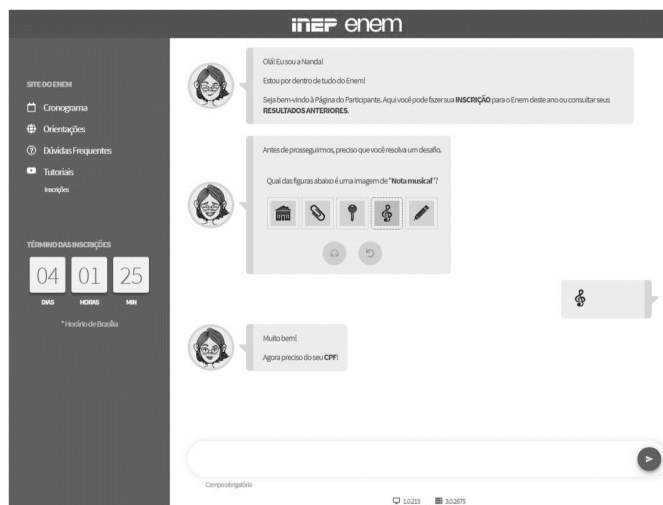 inep enem
SITE DO ENEM
Cronograma
Orientações
Dúvidas Frequentes
Tutoriais
Inscrições
TÉRMINO DAS INSCRIÇÕES
04 01 25
DIAS HORAS MIN
* Horário de Brasília
Olá! Eu sou a Nanda!
Estou por dentro de tudo do Enem!
Seja bem-vindo à Página do Participante. Aqui você pode fazer sua INSCRIÇÃO para o Enem deste ano ou consultar seus
RESULTADOS ANTERIORES.
Antes de prosseguirmos, preciso que você resolva um desafio.
Qual das figuras abaixo é uma imagem de "Nota musical"?
Muito bem!
Agora preciso do seu CPF!
Campo obrigatório
1.0.21.5 3.0.267.5